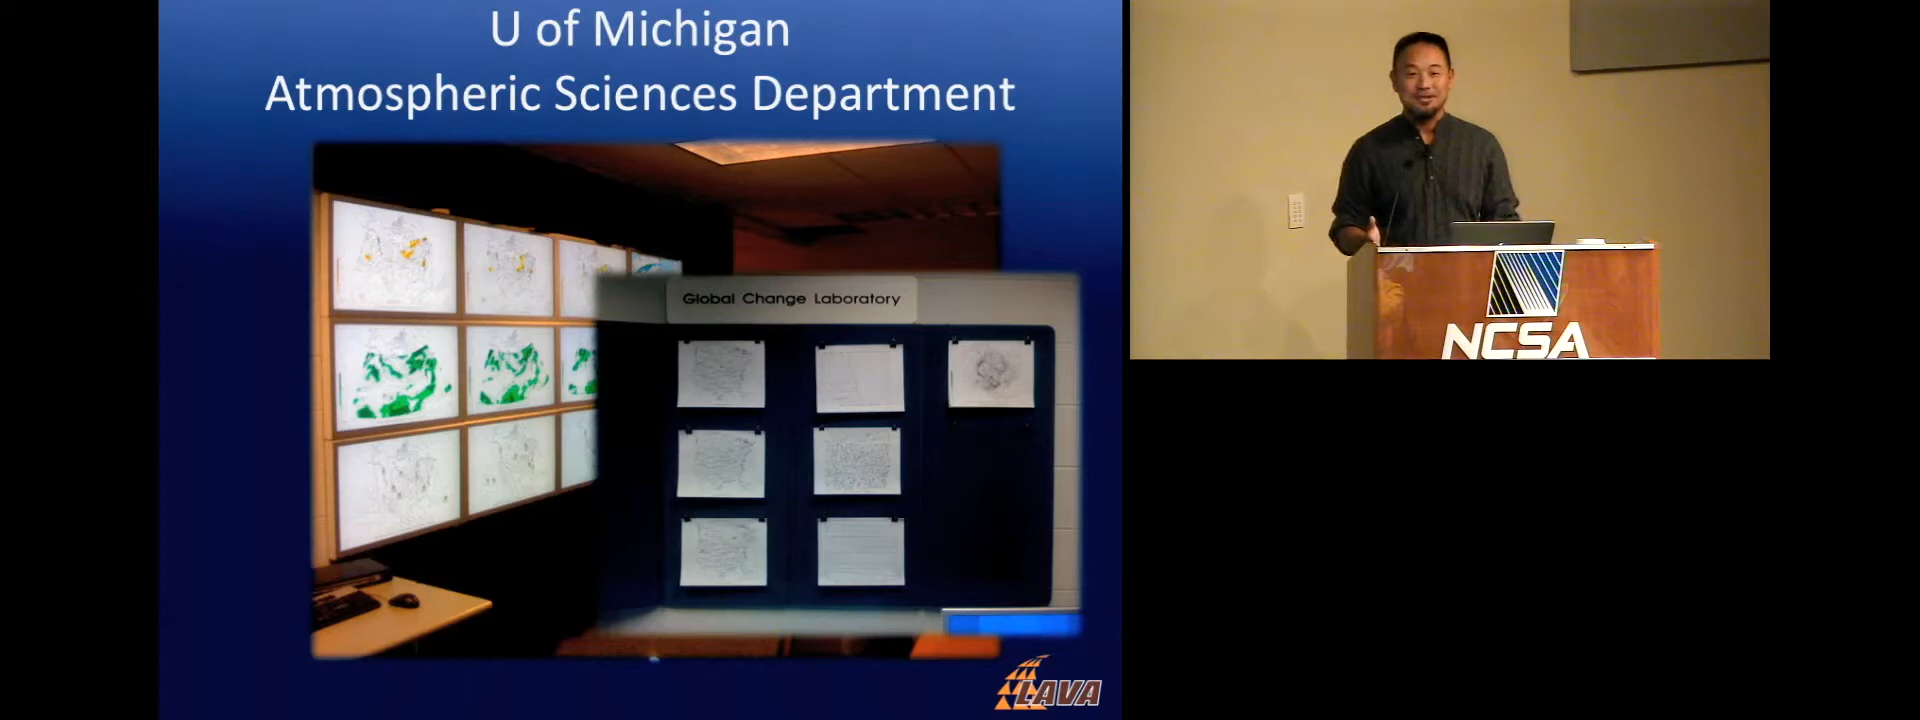 U of Michigan
Atmospheric Sciences Department
Global Change Laboratory
LAVA
NCSA